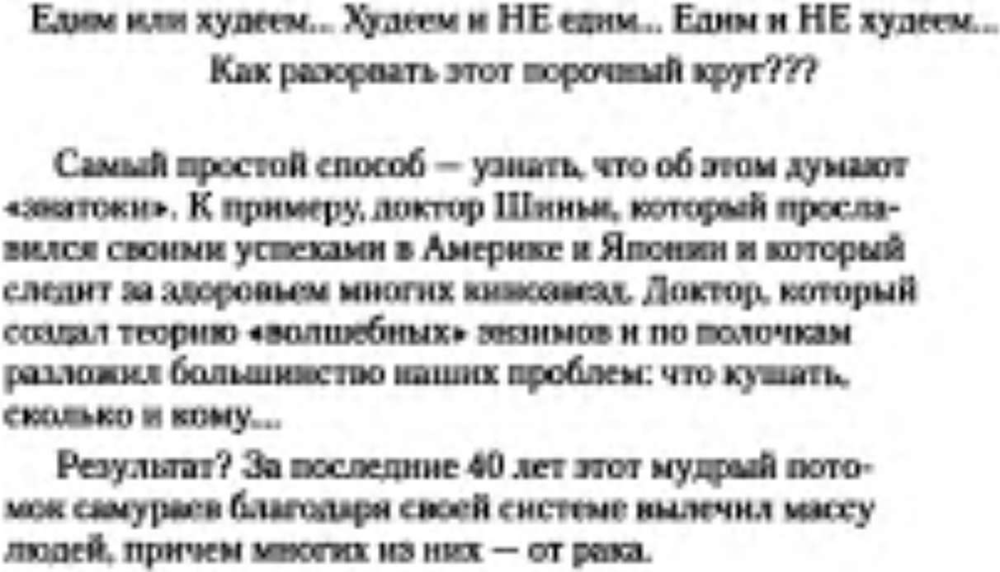 Едим или худеем... Худеем и НЕ едим... Едим и НЕ худеем...
Как разорвать этот порочный круг???
Самый простой способ — узнать, что об этом думают
«знатоки». К примеру, доктор Шиньи, который просла-
вился своими успехами в Америке и Японии и который
следит за здоровьем многих кинозвезд. Доктор, который
создал теорию «волшебных» энзимов и по полочкам
разложил большинство наших проблем: что кушать,
сколько и кому...
Результат? За последние 40 лет этот мудрый пото-
мок самураев благодаря своей системе вылечил массу
людей, причем многих из них — от рака.